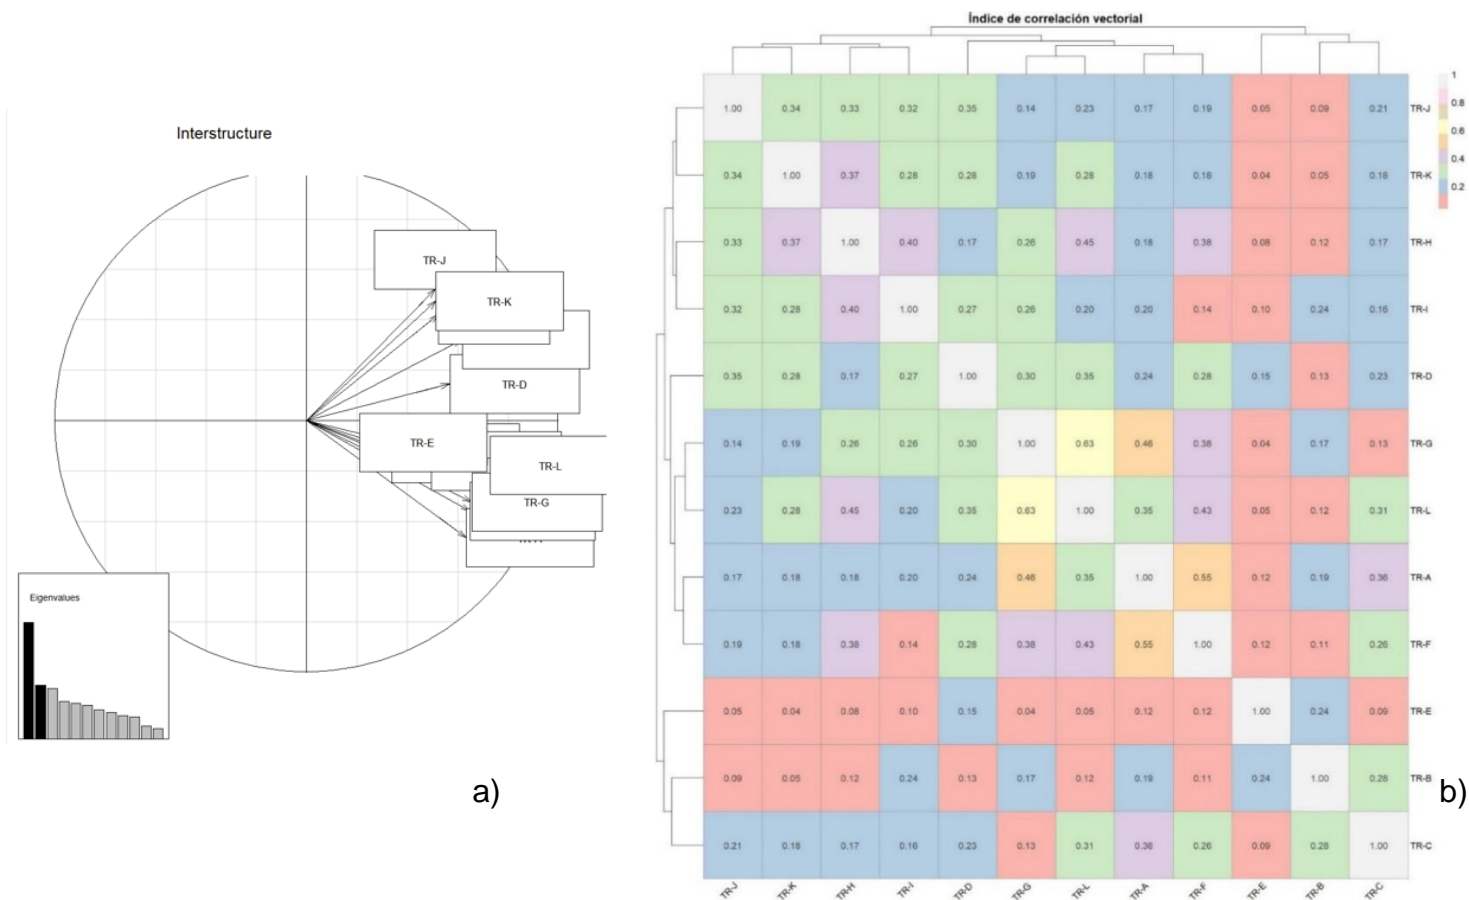 Interstructure
TR-J
TR-K
TR-D
TR-E
TR-L
TR-G
Eigenvalues
a)
Índice de correlación vectorial
1.00 0.34 0.33 0.32 0.35 0.14 0.23 0.17 0.19 0.05 0.09 0.21 TR-J
0.34 1.00 0.37 0.28 0.28 0.19 0.28 0.18 0.18 0.04 0.05 0.18 TR-K
0.33 0.37 1.00 0.40 0.17 0.26 0.45 0.18 0.38 0.08 0.12 0.17 TR-H
0.32 0.28 0.40 1.00 0.27 0.26 0.20 0.20 0.14 0.10 0.24 0.16 TR-I
0.35 0.28 0.17 0.27 1.00 0.30 0.35 0.24 0.28 0.15 0.13 0.23 TR-D
0.14 0.19 0.26 0.26 0.30 1.00 0.63 0.46 0.38 0.04 0.17 0.13 TR-G
0.23 0.28 0.45 0.20 0.35 0.63 1.00 0.35 0.43 0.05 0.12 0.31 TR-L
0.17 0.18 0.18 0.20 0.24 0.46 0.35 1.00 0.55 0.12 0.19 0.36 TR-A
0.19 0.18 0.38 0.14 0.28 0.38 0.43 0.55 1.00 0.12 0.11 0.26 TR-F
0.05 0.04 0.08 0.10 0.15 0.04 0.05 0.12 0.12 1.00 0.24 0.09 TR-E
0.09 0.05 0.12 0.24 0.13 0.17 0.12 0.19 0.11 0.24 1.00 0.28 TR-B
0.21 0.18 0.17 0.16 0.23 0.13 0.31 0.36 0.26 0.09 0.28 1.00 TR-C
TR-J TR-K TR-H TR-I TR-D TR-G TR-L TR-A TR-F TR-E TR-B TR-C
1
0.8
0.6
0.4
0.2
b)